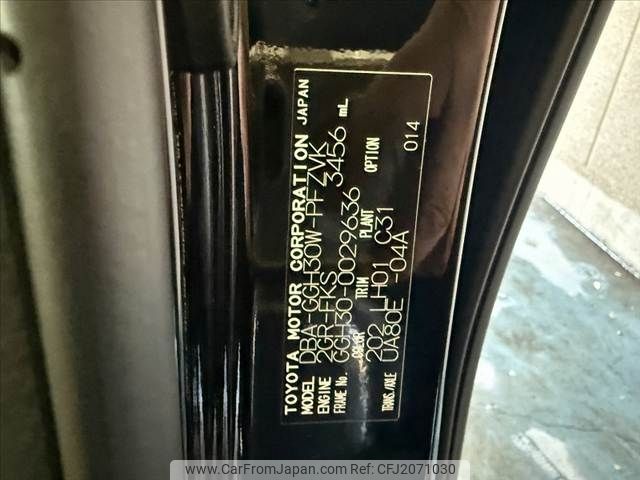 TOYOTA MOTOR CORPORATION JAPAN
MODEL DBA-GGH30W-PFZVK
ENGINE 2GR-FKS 3456 mL
FRAME No. GGH30-0029636
COLOR TRIM PLANT OPTION
202 LH01 C31 014
TRANS./AXLE UA80E -04A
www.CarFromJapan.com
CFJ2071030